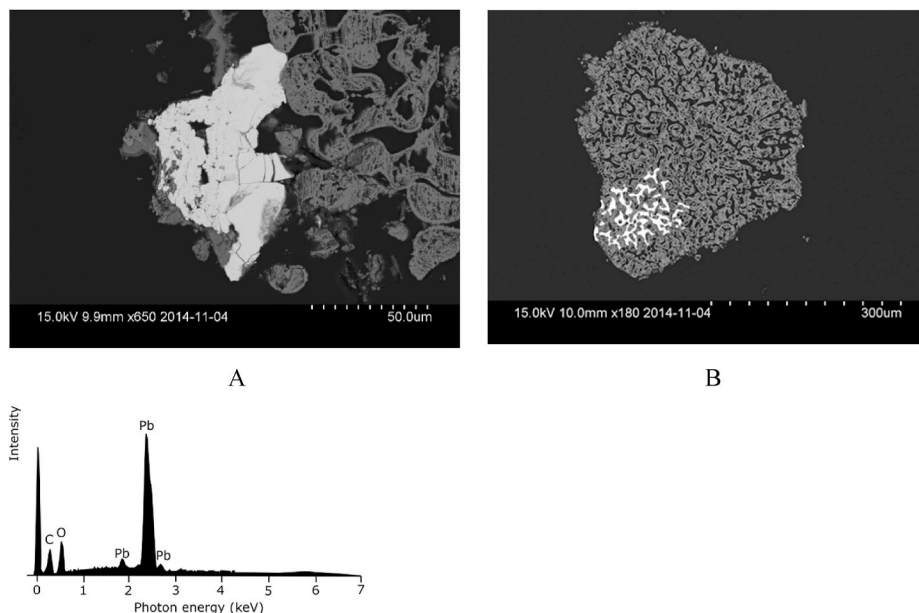 15.0kV 9.9mm x650 2014-11-04 50.0um
15.0kV 10.0mm x180 2014-11-04 300um
A
B
Intensity
Pb
C
O
Pb
Pb
0 1 2 3 4 5 6 7
Photon energy (keV)